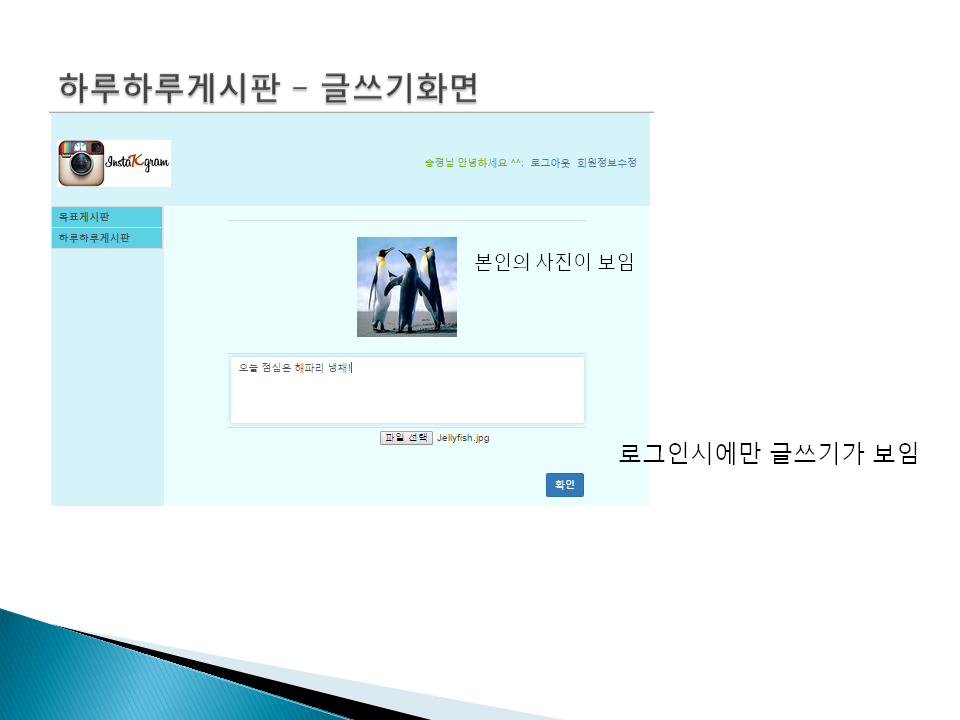 하루하루게시판 - 글쓰기화면
InstaKgram
승정님 안녕하세요 ^^; 로그아웃 회원정보수정
목표게시판
하루하루게시판
본인의 사진이 보임
오늘 점심은 해파리 냉채!
파일 선택 Jellyfish.jpg
로그인시에만 글쓰기가 보임
확인